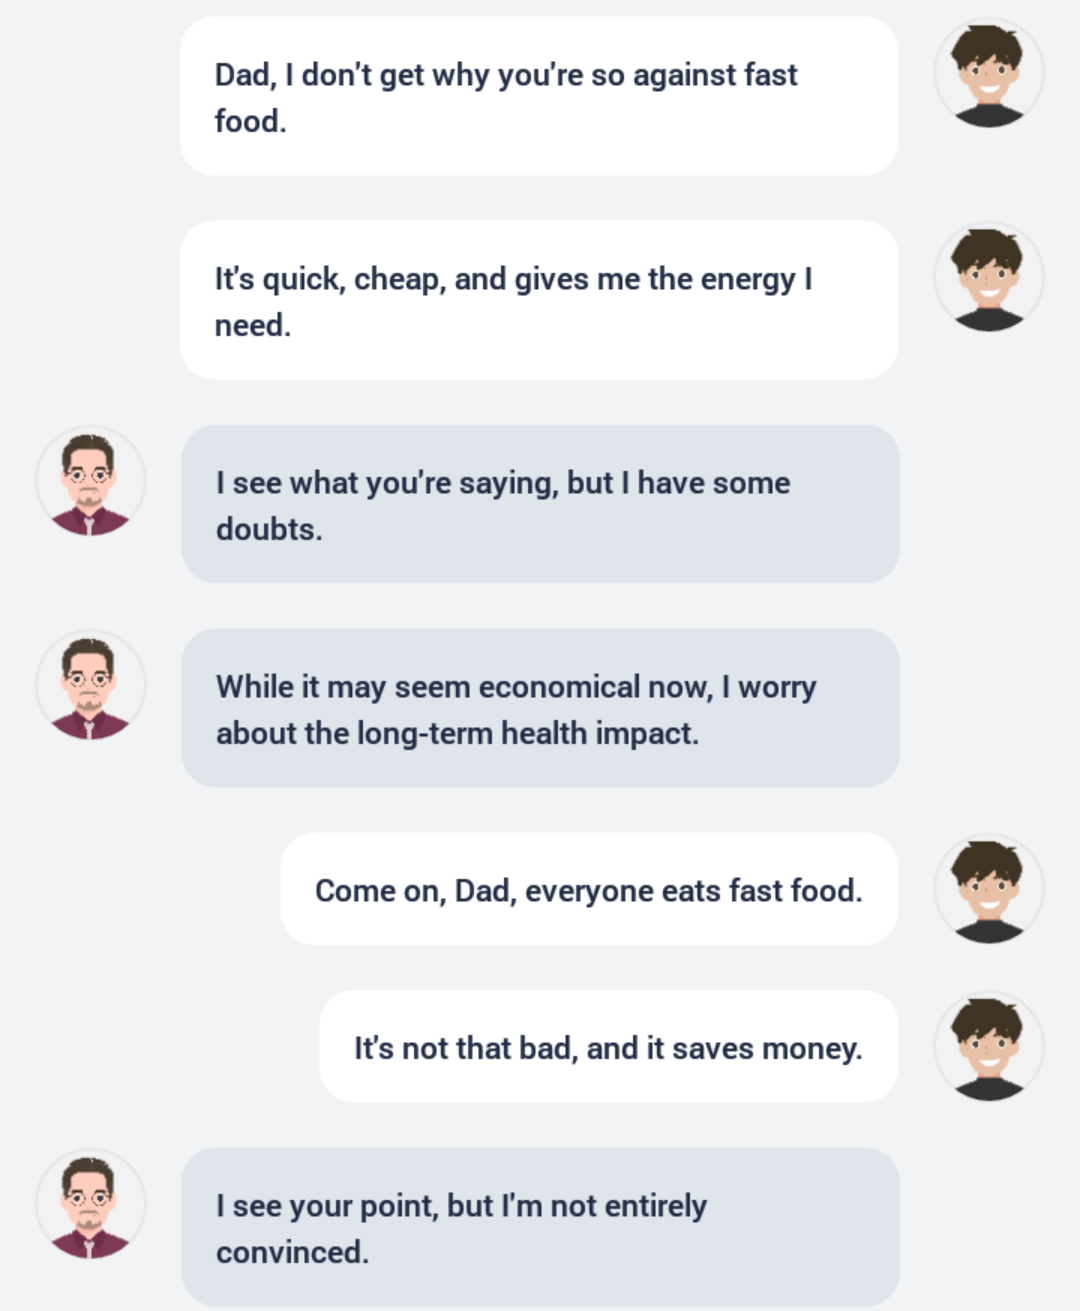 Dad, I don't get why you're so against fast
food.
It's quick, cheap, and gives me the energy I
need.
I see what you're saying, but I have some
doubts.
While it may seem economical now, I worry
about the long-term health impact.
Come on, Dad, everyone eats fast food.
It's not that bad, and it saves money.
I see your point, but I'm not entirely
convinced.